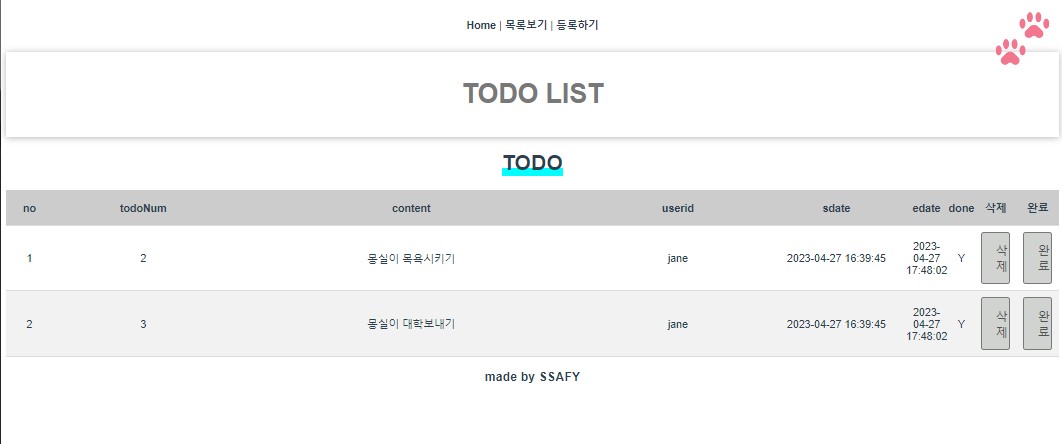 Home | 목록보기 | 등록하기
TODO LIST
TODO
no todoNum content userid sdate edate done 삭제 완료
1 2 몽실이 목욕시키기 jane 2023-04-27 16:39:45 2023-04-27 17:48:02 Y 삭제 완료
2 3 몽실이 대학보내기 jane 2023-04-27 16:39:45 2023-04-27 17:48:02 Y 삭제 완료
made by SSAFY